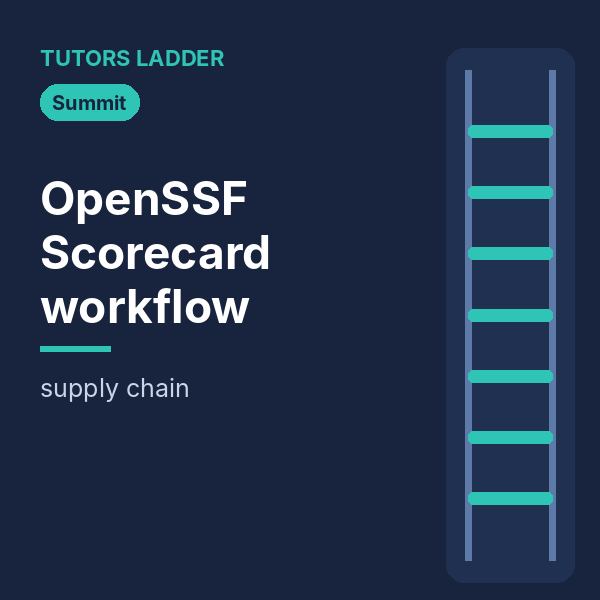 TUTORS LADDER
Summit
OpenSSF
Scorecard
workflow
supply chain